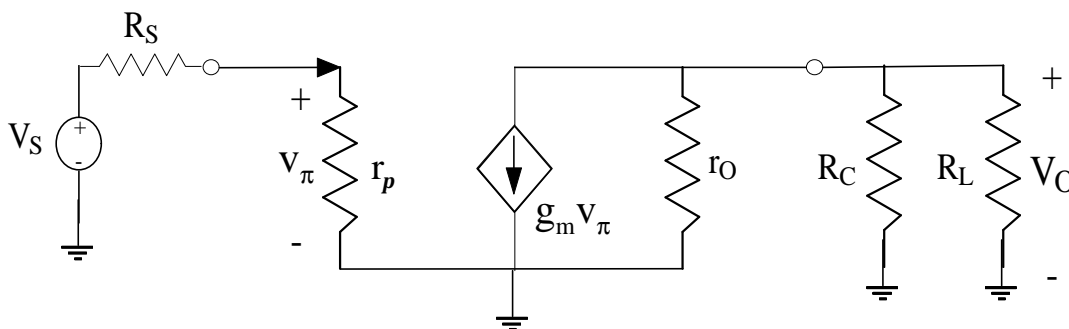 R_S
V_S
+
-
+
v_π
-
r_p
g_m v_π
r_O
R_C
R_L
+
V_O
-